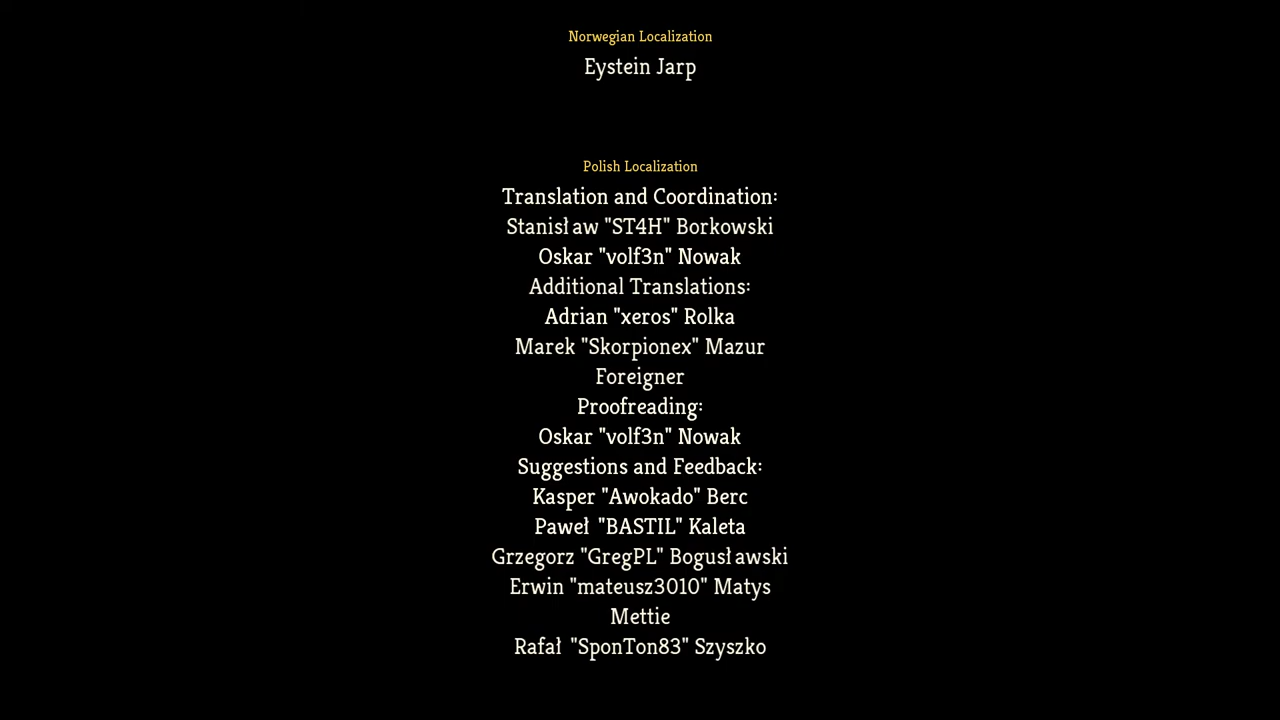 Norwegian Localization
Eystein Jarp
Polish Localization
Translation and Coordination:
Stanisław "ST4H" Borkowski
Oskar "volf3n" Nowak
Additional Translations:
Adrian "xeros" Rolka
Marek "Skorpionex" Mazur
Foreigner
Proofreading:
Oskar "volf3n" Nowak
Suggestions and Feedback:
Kasper "Awokado" Berc
Paweł "BASTIL" Kaleta
Grzegorz "GregPL" Bogusławski
Erwin "mateusz3010" Matys
Mettie
Rafał "SponTon83" Szyszko